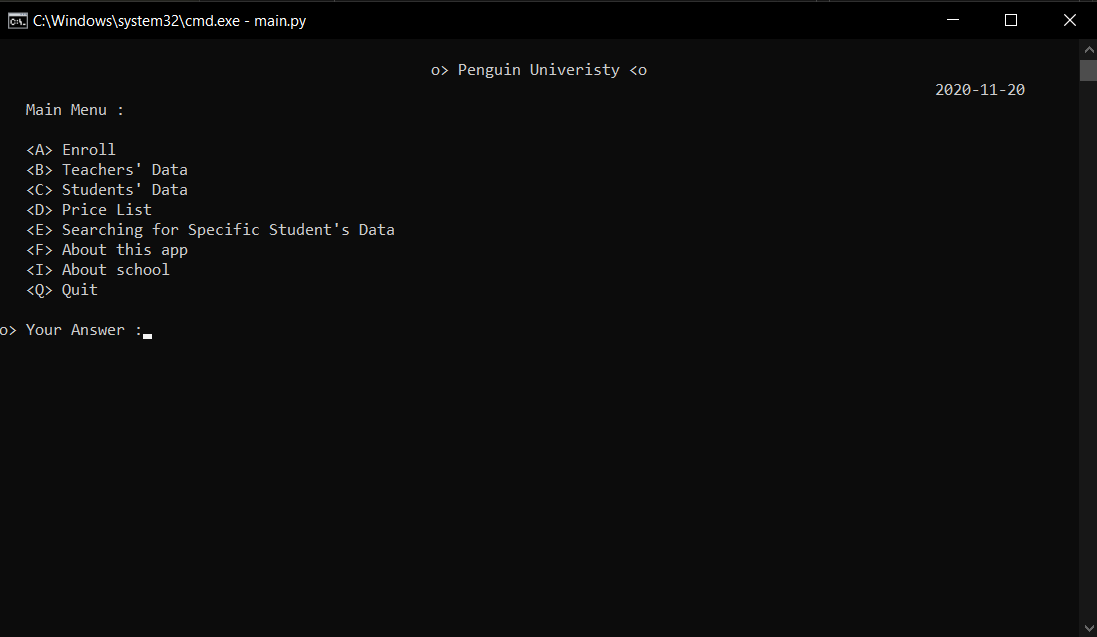 C:\Windows\system32\cmd.exe - main.py
o> Penguin Univeristy <o
2020-11-20
Main Menu :
<A> Enroll
<B> Teachers' Data
<C> Students' Data
<D> Price List
<E> Searching for Specific Student's Data
<F> About this app
<I> About school
<Q> Quit
o> Your Answer :